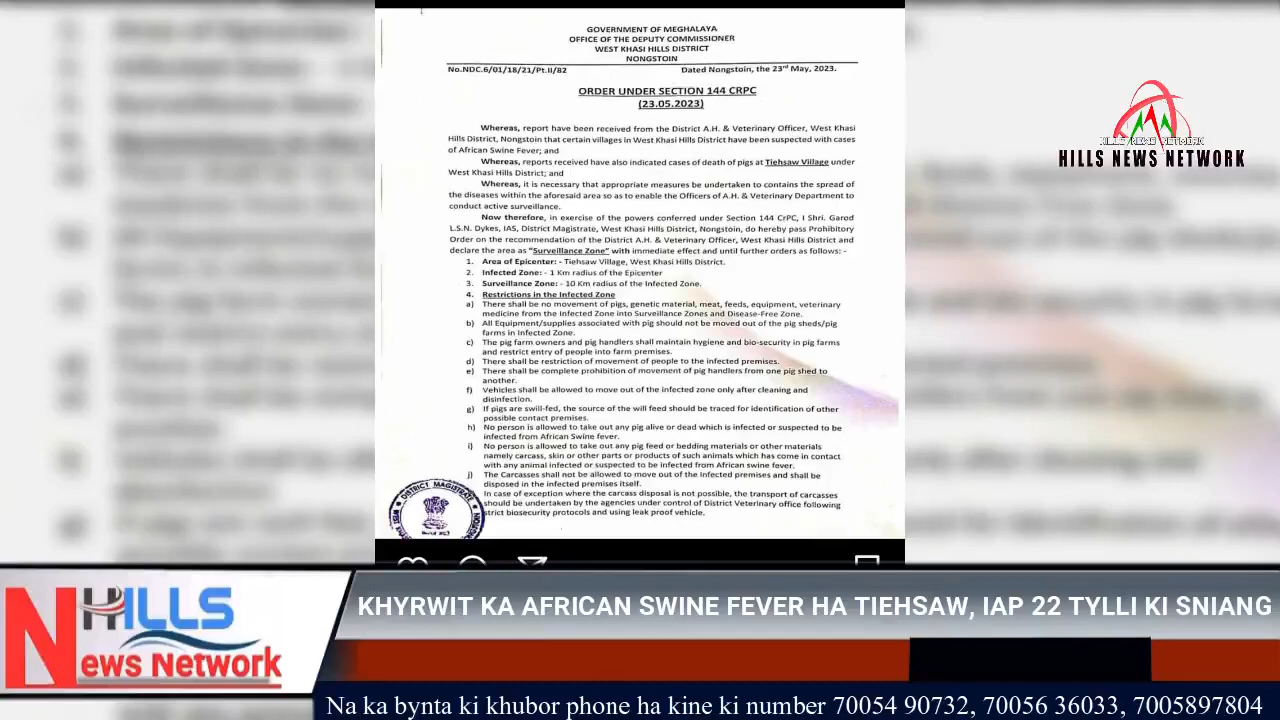 GOVERNMENT OF MEGHALAYA
OFFICE OF THE DEPUTY COMMISSIONER
WEST KHASI HILLS DISTRICT
NONGSTOIN
No.NDC.6/01/18/21/Pt.II/82 Dated Nongstoin, the 23rd May, 2023.
ORDER UNDER SECTION 144 CRPC
(23.05.2023)
Whereas, report have been received from the District A.H. & Veterinary Officer, West Khasi
Hills District, Nongstoin that certain villages in West Khasi Hills District have been suspected with cases
of African Swine Fever; and
Whereas, reports received have also indicated cases of death of pigs at Tiehsaw Village under
West Khasi Hills District; and
Whereas, it is necessary that appropriate measures be undertaken to contains the spread of
the diseases within the aforesaid area so as to enable the Officers of A.H. & Veterinary Department to
conduct active surveillance.
Now therefore, in exercise of the powers conferred under Section 144 CrPC, I Shri. Garod
L.S.N. Dykes, IAS, District Magistrate, West Khasi Hills District, Nongstoin, do hereby pass Prohibitory
Order on the recommendation of the District A.H. & Veterinary Officer, West Khasi Hills District and
declare the area as "Surveillance Zone" with immediate effect and until further orders as follows: -
1. Area of Epicenter: - Tiehsaw Village, West Khasi Hills District.
2. Infected Zone: - 1 Km radius of the Epicenter
3. Surveillance Zone: - 10 Km radius of the Infected Zone.
4. Restrictions in the Infected Zone
a) There shall be no movement of pigs, genetic material, meat, feeds, equipment, veterinary
medicine from the Infected Zone into Surveillance Zones and Disease-Free Zone.
b) All Equipment/supplies associated with pig should not be moved out of the pig sheds/pig
farms in Infected Zone.
c) The pig farm owners and pig handlers shall maintain hygiene and bio-security in pig farms
and restrict entry of people into farm premises.
d) There shall be restriction of movement of people to the infected premises.
e) There shall be complete prohibition of movement of pig handlers from one pig shed to
another.
f) Vehicles shall be allowed to move out of the infected zone only after cleaning and
disinfection.
g) If pigs are swill-fed, the source of the will feed should be traced for identification of other
possible contact premises.
h) No person is allowed to take out any pig alive or dead which is infected or suspected to be
infected from African Swine fever.
i) No person is allowed to take out any pig feed or bedding materials or other materials
namely carcass, skin or other parts or products of such animals which has come in contact
with any animal infected or suspected to be infected from African swine fever.
j) The Carcasses shall not be allowed to move out of the Infected premises and shall be
disposed in the infected premises itself.
In case of exception where the carcass disposal is not possible, the transport of carcasses
should be undertaken by the agencies under control of District Veterinary office following
strict biosecurity protocols and using leak proof vehicle.
DISTRICT MAGISTRATE
HILLS NEWS NETWORK
HILLS NEWS NETWORK
HILLS
News Network
KHYRWIT KA AFRICAN SWINE FEVER HA TIEHSAW, IAP 22 TYLLI KI SNIANG
Na ka bynta ki khubor phone ha kine ki number 70054 90732, 70056 36033, 7005897804